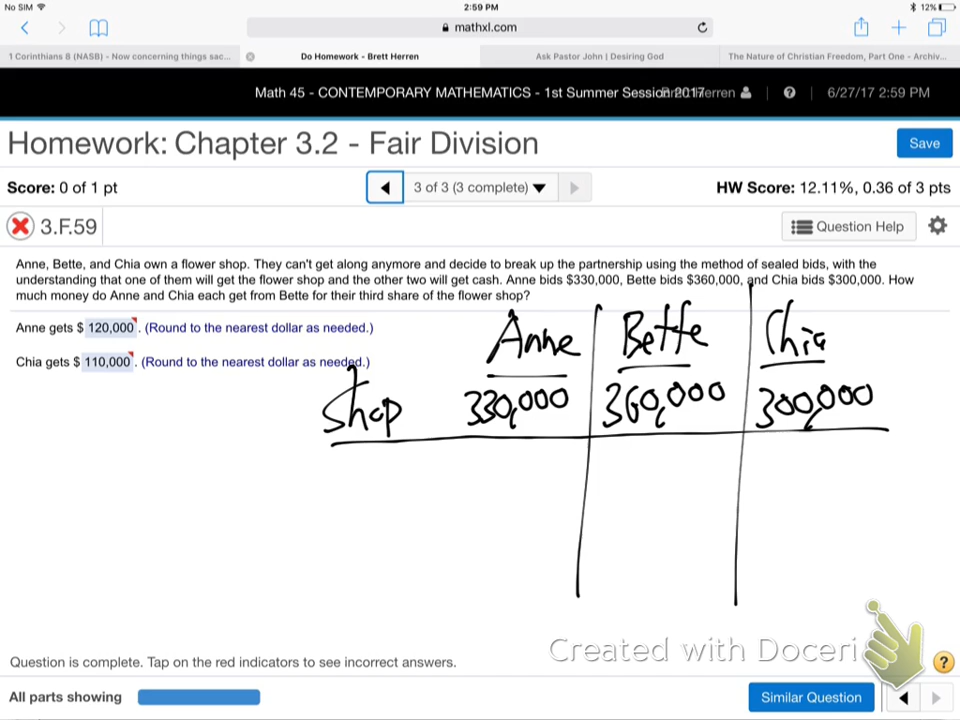 No SIM 2:59 PM 12%
mathxl.com
1 Corinthians 8 (NASB) - Now concerning things sac... Do Homework - Brett Herren Ask Pastor John | Desiring God The Nature of Christian Freedom, Part One - Archiv...
Math 45 - CONTEMPORARY MATHEMATICS - 1st Summer Session 2017 Herren 6/27/17 2:59 PM
Homework: Chapter 3.2 - Fair Division Save
Score: 0 of 1 pt 3 of 3 (3 complete) HW Score: 12.11%, 0.36 of 3 pts
3.F.59 Question Help
Anne, Bette, and Chia own a flower shop. They can't get along anymore and decide to break up the partnership using the method of sealed bids, with the
understanding that one of them will get the flower shop and the other two will get cash. Anne bids $330,000, Bette bids $360,000, and Chia bids $300,000. How
much money do Anne and Chia each get from Bette for their third share of the flower shop?
Anne gets $ 120,000. (Round to the nearest dollar as needed.)
Chia gets $ 110,000. (Round to the nearest dollar as needed.)
Anne Bette Chia
Shop 330,000 360,000 300,000
Created with Doceri
Question is complete. Tap on the red indicators to see incorrect answers. ?
All parts showing Similar Question